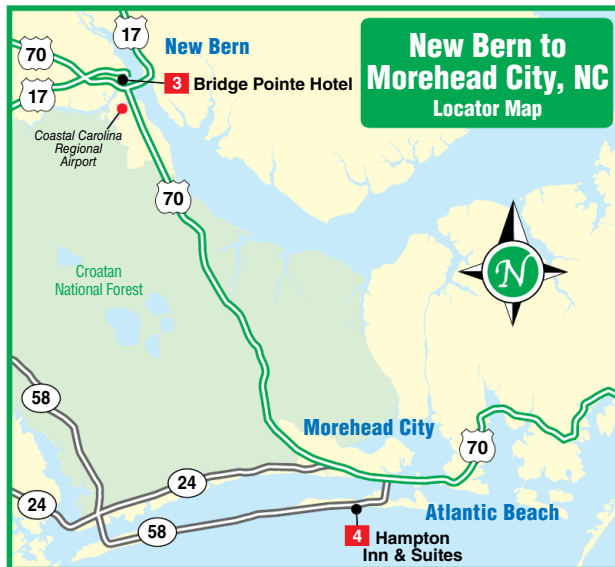 17
New Bern
New Bern to
Morehead City, NC
Locator Map
70
3 Bridge Pointe Hotel
17
Coastal Carolina
Regional
Airport
70
N
Croatan
National Forest
58
Morehead City
70
24
24
58
Atlantic Beach
4 Hampton
Inn & Suites